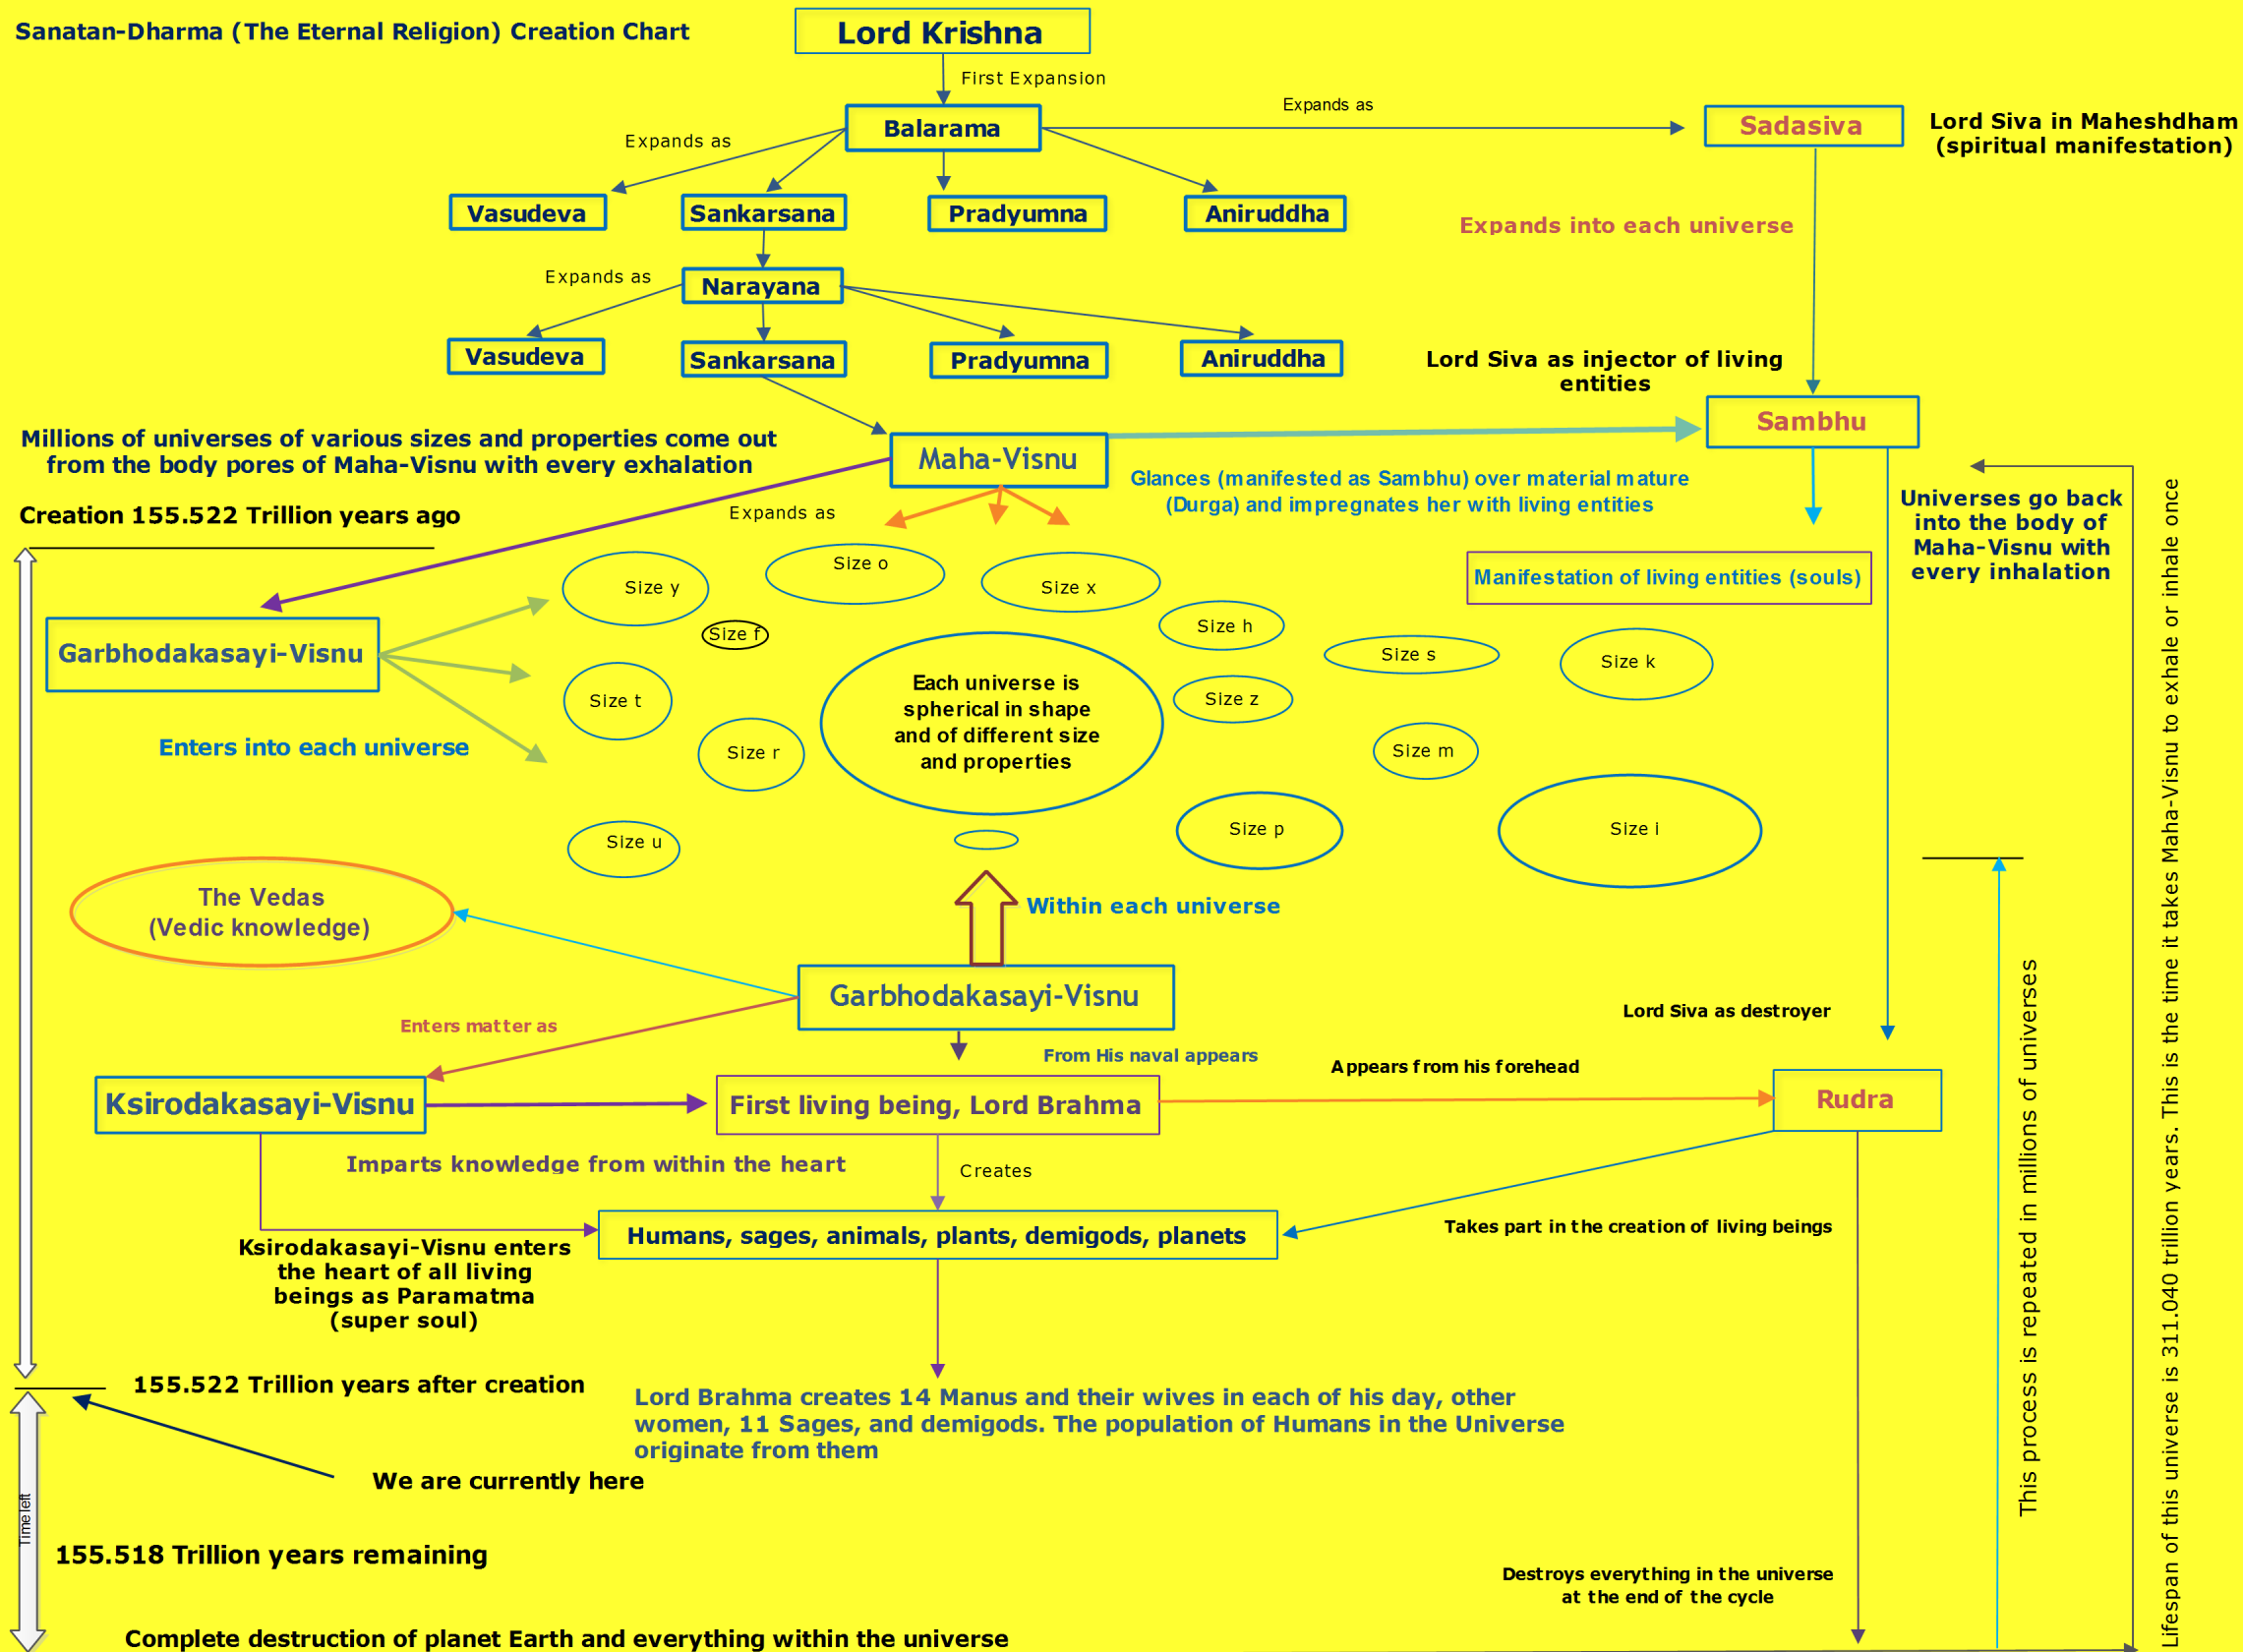 Sanatan-Dharma (The Eternal Religion) Creation Chart
Lord Krishna
First Expansion
Balarama
Expands as
Expands as
Sadasiva
Lord Siva in Maheshdham
(spiritual manifestation)
Vasudeva
Sankarsana
Pradyumna
Aniruddha
Expands into each universe
Expands as
Narayana
Vasudeva
Sankarsana
Pradyumna
Aniruddha
Lord Siva as injector of living
entities
Sambhu
Millions of universes of various sizes and properties come out
from the body pores of Maha-Visnu with every exhalation
Maha-Visnu
Glances (manifested as Sambhu) over material mature
(Durga) and impregnates her with living entities
Universes go back
into the body of
Maha-Visnu with
every inhalation
Creation 155.522 Trillion years ago
Expands as
Manifestation of living entities (souls)
Garbhodakasayi-Visnu
Enters into each universe
Size y
Size o
Size x
Size f
Size h
Size s
Size k
Size t
Size z
Size r
Size m
Each universe is
spherical in shape
and of different size
and properties
Size u
Size p
Size i
The Vedas
(Vedic knowledge)
Within each universe
Garbhodakasayi-Visnu
Lord Siva as destroyer
Enters matter as
From His naval appears
Appears from his forehead
Ksirodakasayi-Visnu
First living being, Lord Brahma
Rudra
Imparts knowledge from within the heart
Creates
Humans, sages, animals, plants, demigods, planets
Takes part in the creation of living beings
Ksirodakasayi-Visnu enters
the heart of all living
beings as Paramatma
(super soul)
155.522 Trillion years after creation
Lord Brahma creates 14 Manus and their wives in each of his day, other
women, 11 Sages, and demigods. The population of Humans in the Universe
originate from them
We are currently here
Time left
155.518 Trillion years remaining
Destroys everything in the universe
at the end of the cycle
Complete destruction of planet Earth and everything within the universe
This process is repeated in millions of universes
Lifespan of this universe is 311.040 trillion years. This is the time it takes Maha-Visnu to exhale or inhale once